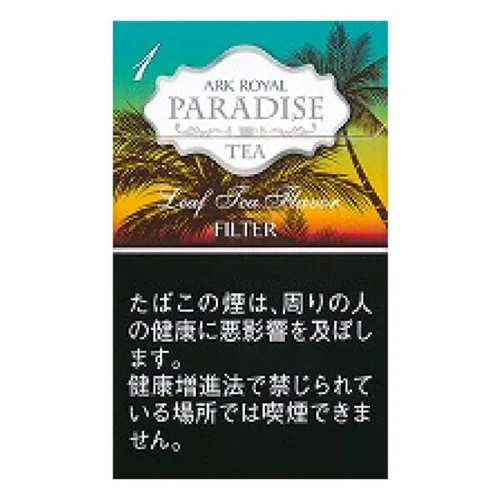 1
ARK ROYAL
PARADISE
TEA
Leaf Tea Flavor
FILTER
たばこの煙は、周りの人
の健康に悪影響を及ぼし
ます。
健康増進法で禁じられて
いる場所では喫煙できま
せん。